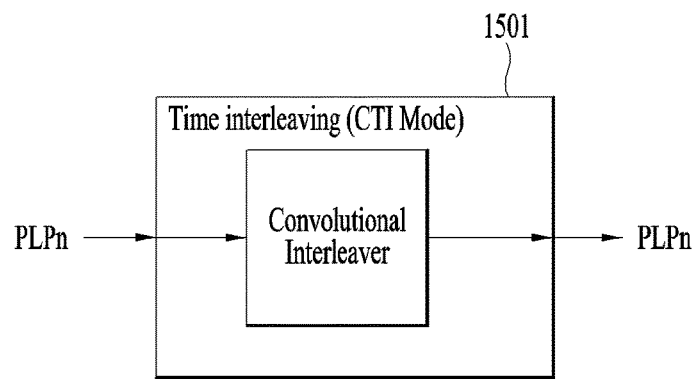 1501
Time interleaving (CTI Mode)
PLPn
Convolutional
Interleaver
PLPn